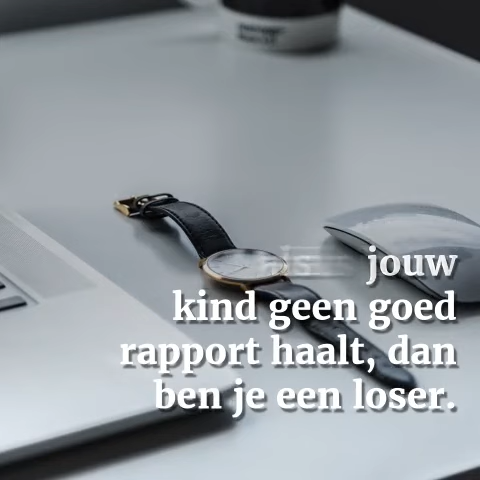 jouw
kind geen goed
rapport haalt, dan
ben je een loser.